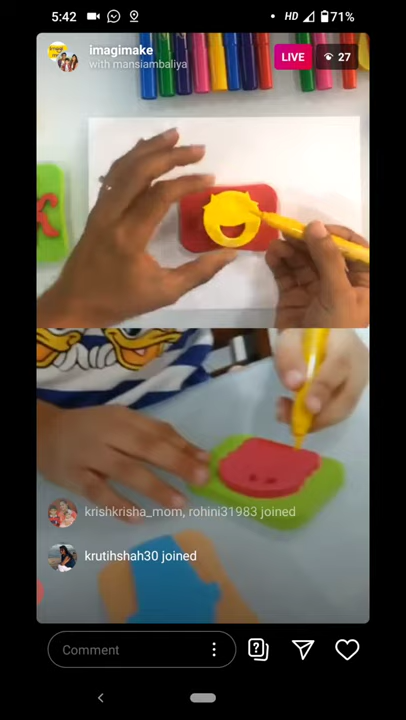 5:42
HD 71%
imagimake
with mansiambaliya
LIVE 27
krishkrisha_mom, rohini31983 joined
krutihshah30 joined
Comment